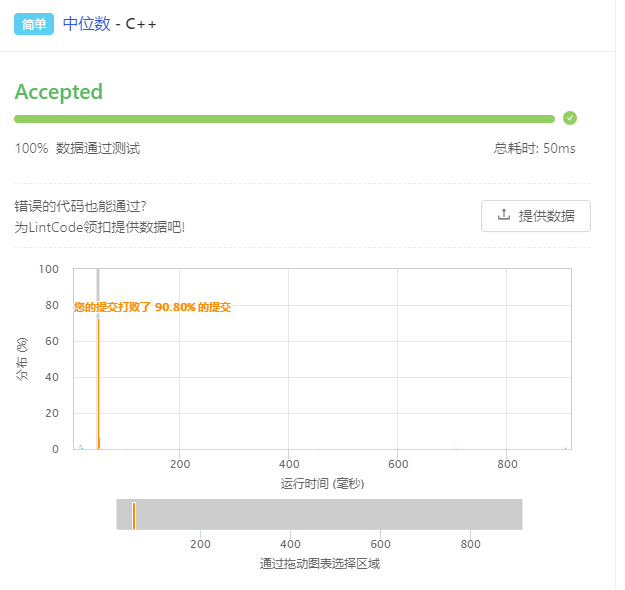 简单 中位数 - C++
Accepted
100% 数据通过测试 总耗时: 50ms
错误的代码也能通过?
为LintCode领扣提供数据吧!
提供数据
100
80
60
40
20
0
分布 (%)
您的提交打败了 90.80% 的提交
200 400 600 800
运行时间 (毫秒)
200 400 600 800
通过拖动图表选择区域